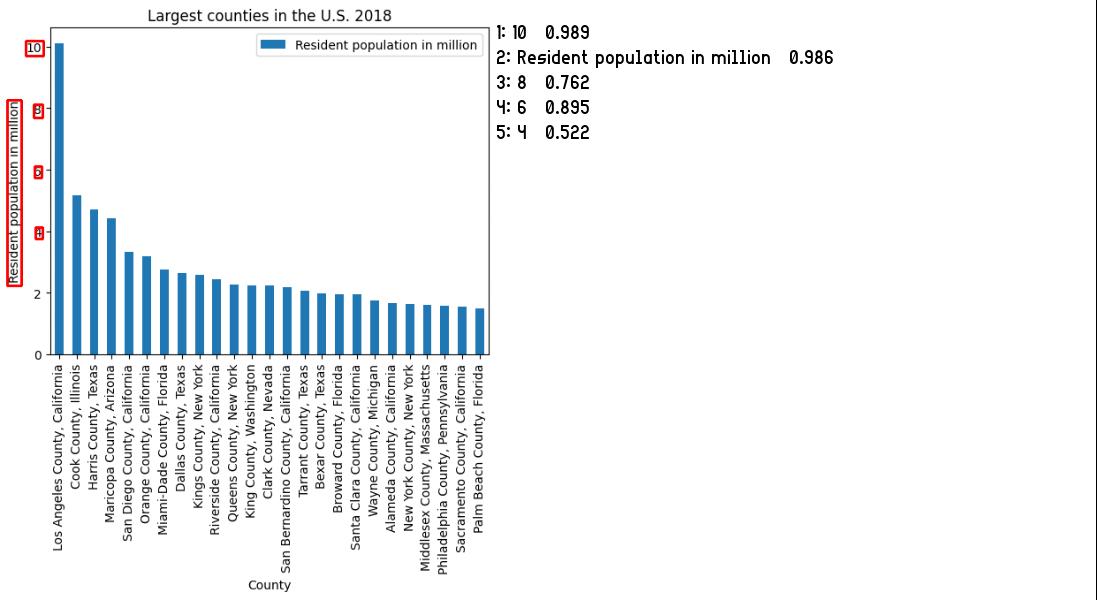 Largest counties in the U.S. 2018
Resident population in million
Resident population in million
10
8
6
4
2
0
Los Angeles County, California
Cook County, Illinois
Harris County, Texas
Maricopa County, Arizona
San Diego County, California
Orange County, California
Miami-Dade County, Florida
Dallas County, Texas
Kings County, New York
Riverside County, California
Queens County, New York
King County, Washington
Clark County, Nevada
San Bernardino County, California
Tarrant County, Texas
Bexar County, Texas
Broward County, Florida
Santa Clara County, California
Wayne County, Michigan
Alameda County, California
New York County, New York
Middlesex County, Massachusetts
Philadelphia County, Pennsylvania
Sacramento County, California
Palm Beach County, Florida
County
1: 10 0.989
2: Resident population in million 0.986
3: 8 0.762
4: 6 0.895
5: 4 0.522